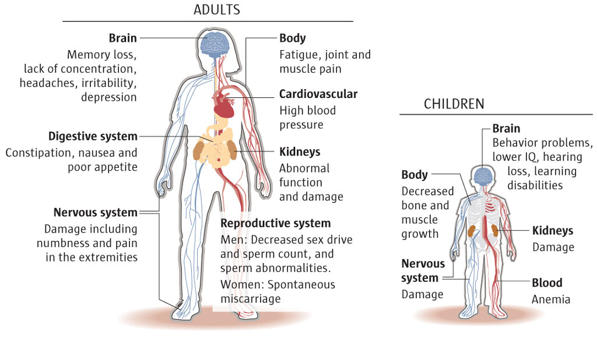 ADULTS
Brain
Memory loss,
lack of concentration,
headaches, irritability,
depression
Body
Fatigue, joint and
muscle pain
Cardiovascular
High blood
pressure
Digestive system
Constipation, nausea and
poor appetite
Kidneys
Abnormal
function
and damage
Nervous system
Damage including
numbness and pain
in the extremities
Reproductive system
Men: Decreased sex drive
and sperm count, and
sperm abnormalities.
Women: Spontaneous
miscarriage
CHILDREN
Brain
Behavior problems,
lower IQ, hearing
loss, learning
disabilities
Body
Decreased
bone and
muscle
growth
Kidneys
Damage
Nervous
system
Damage
Blood
Anemia